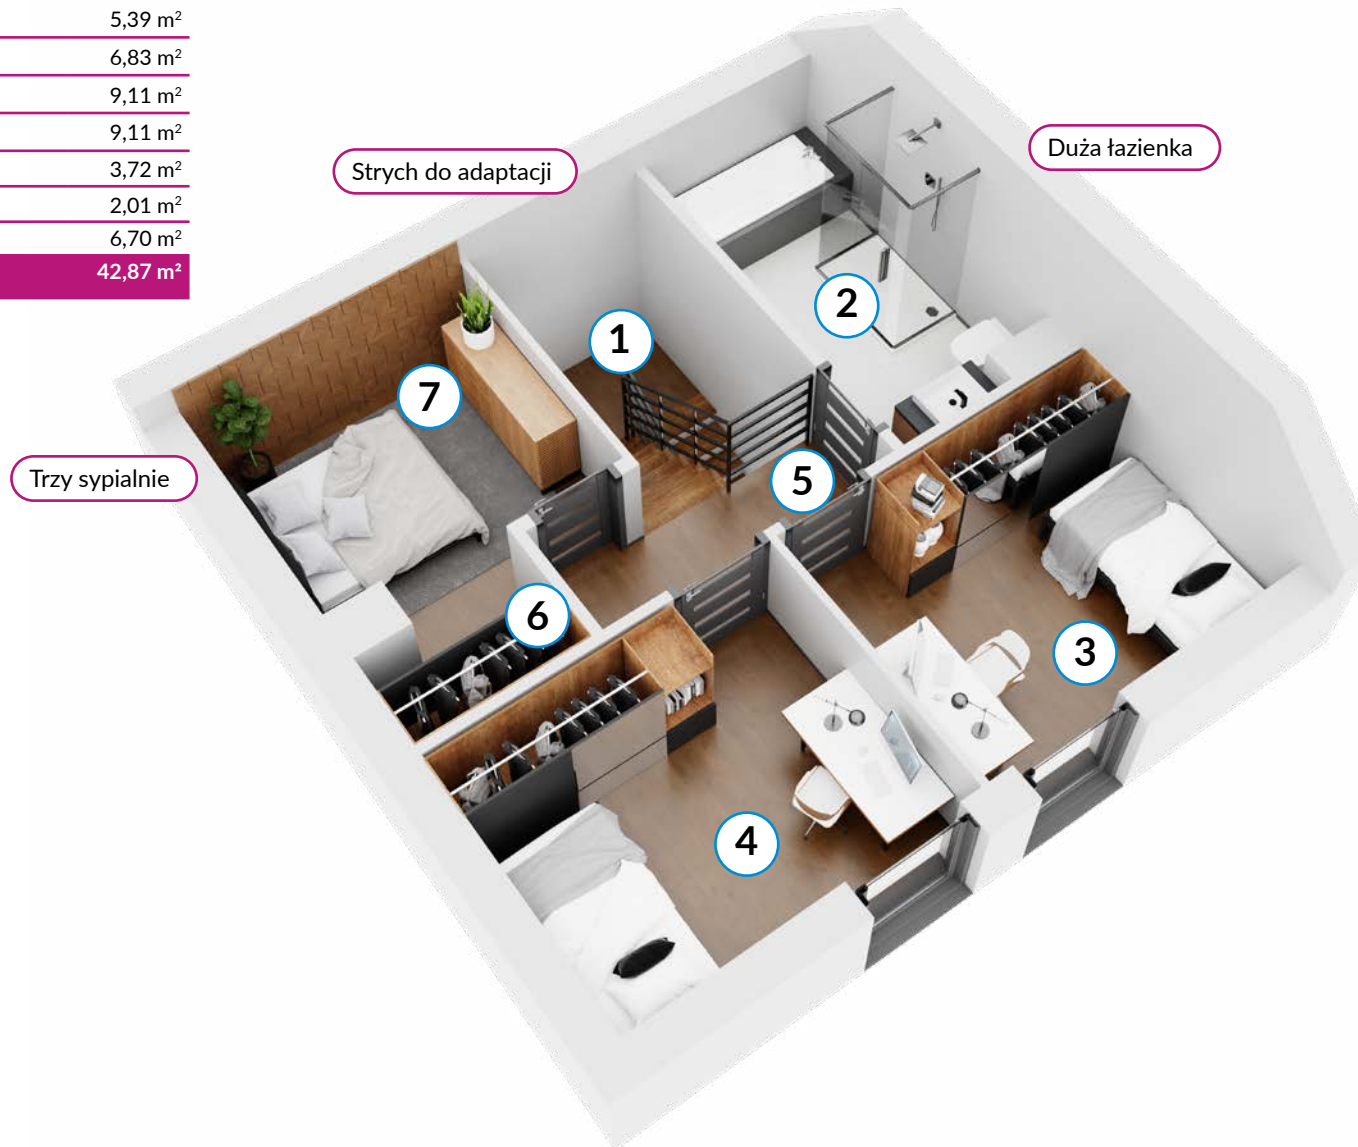 5,39 m²
6,83 m²
9,11 m²
9,11 m²
3,72 m²
2,01 m²
6,70 m²
42,87 m²
Strych do adaptacji
Duża łazienka
Trzy sypialnie
1
2
7
5
6
3
4